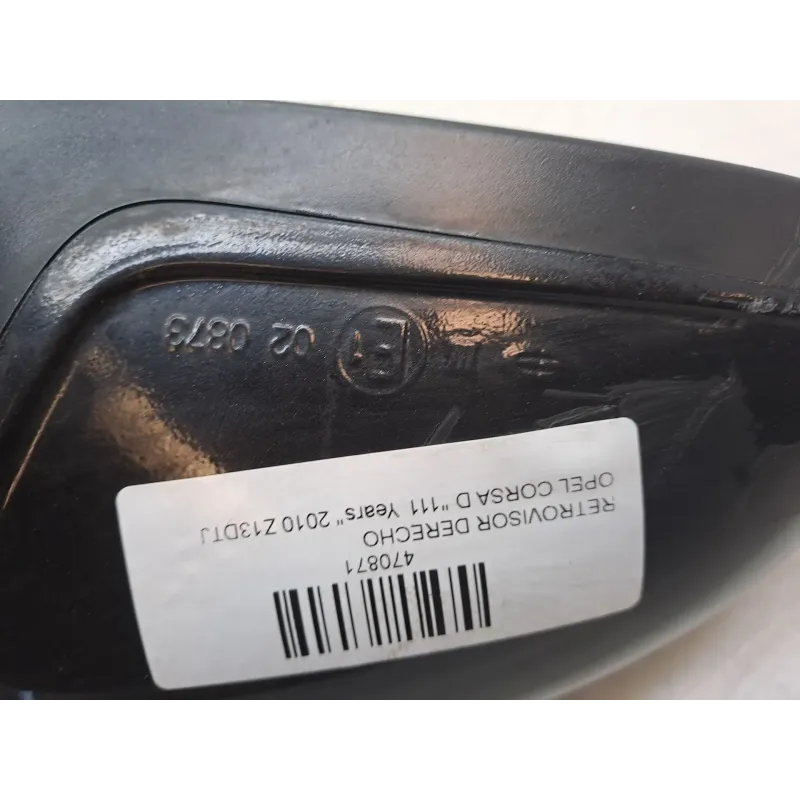 470871
RETROVISOR DERECHO
OPEL CORSA D "111 Years" 2010 Z13DTJ
E1 02 0873